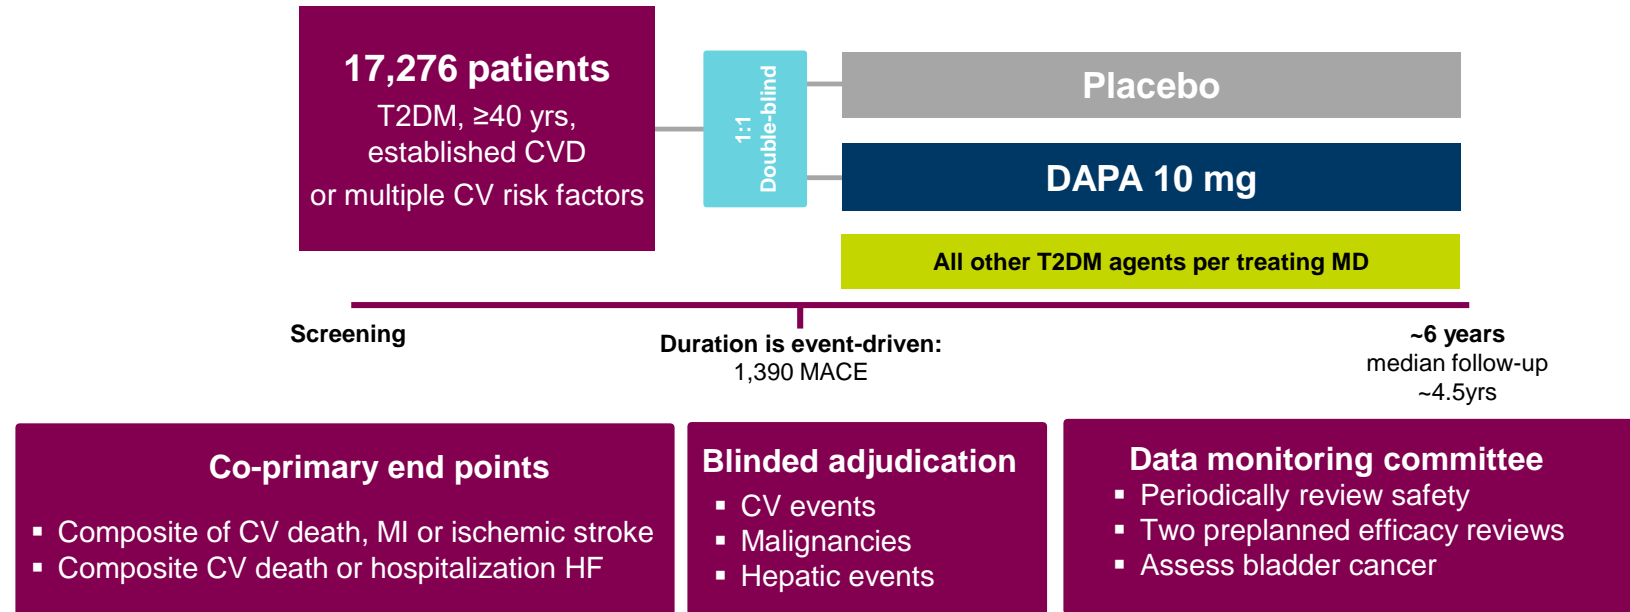 17,276 patients
T2DM, ≥40 yrs,
established CVD
or multiple CV risk factors
1:1
Double-blind
Placebo
DAPA 10 mg
All other T2DM agents per treating MD
Screening
Duration is event-driven:
1,390 MACE
~6 years
median follow-up
~4.5yrs
Co-primary end points
▪ Composite of CV death, MI or ischemic stroke
▪ Composite CV death or hospitalization HF
Blinded adjudication
▪ CV events
▪ Malignancies
▪ Hepatic events
Data monitoring committee
▪ Periodically review safety
▪ Two preplanned efficacy reviews
▪ Assess bladder cancer